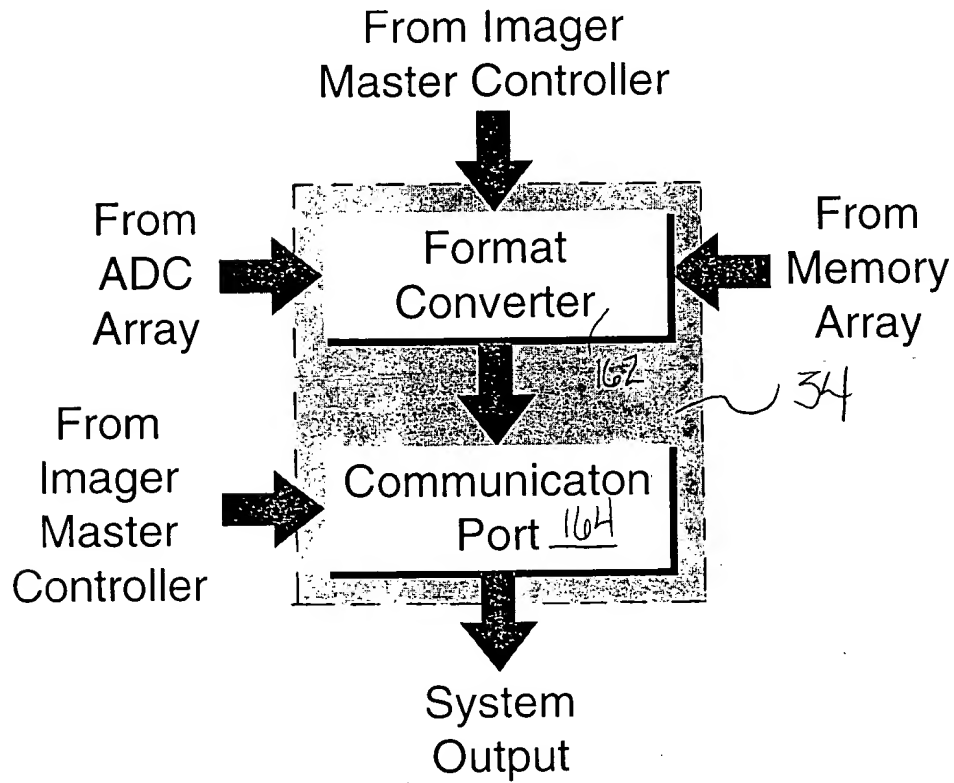 From Imager
Master Controller
From
ADC
Array
Format
Converter
162
From
Memory
Array
34
From
Imager
Master
Controller
Communicaton
Port 164
System
Output